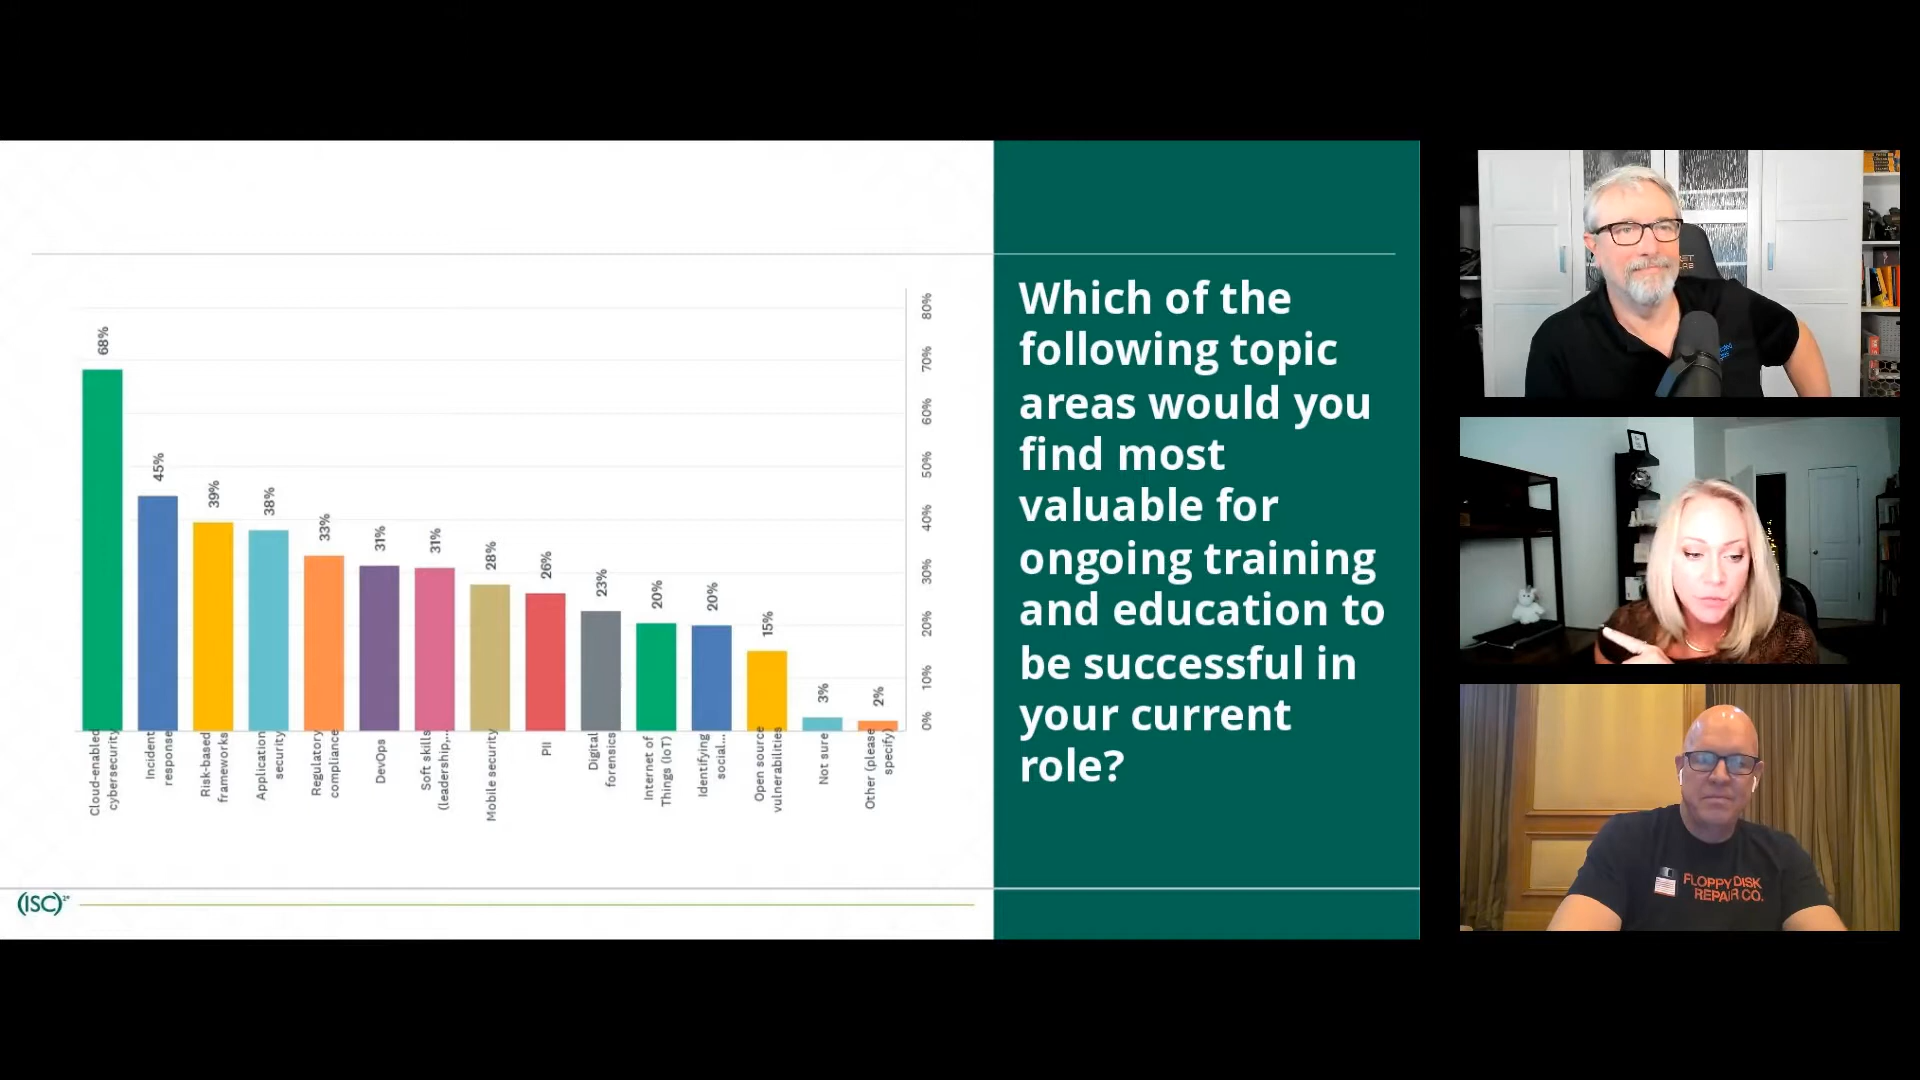 Which of the
following topic
areas would you
find most
valuable for
ongoing training
and education to
be successful in
your current
role?
68%
45%
39%
38%
33%
31%
31%
28%
26%
23%
20%
20%
15%
3%
2%
80%
70%
60%
50%
40%
30%
20%
10%
0%
Cloud-enabled
cybersecurity
Incident
response
Risk-based
frameworks
Application
security
Regulatory
compliance
DevOps
Soft skills
(leadership,...
Mobile security
PII
Digital
forensics
Internet of
Things (IoT)
Identifying
social...
Open source
vulnerabilities
Not sure
Other (please
specify)
(ISC)²
FLOPPY DISK
REPAIR CO.